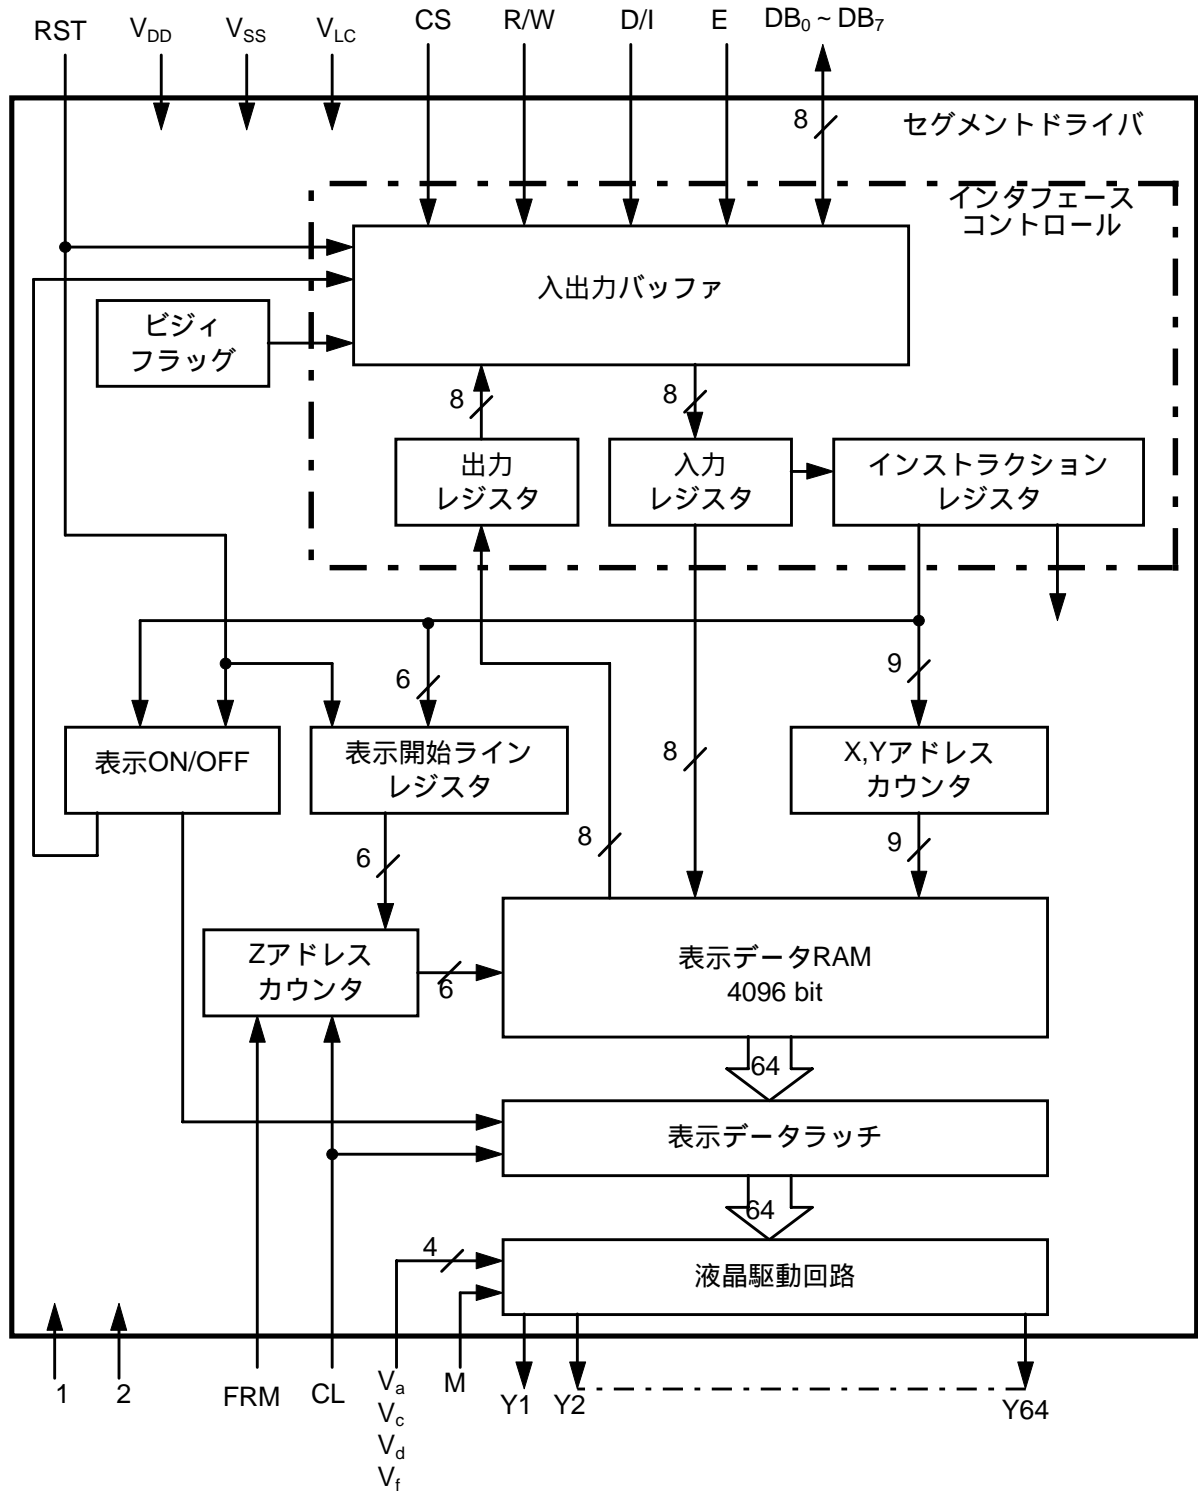 RST VDD VSS VLC CS R/W D/I E DB0 ~ DB7
8
セグメントドライバ
インタフェース
コントロール
入出力バッファ
ビジィ
フラッグ
8
8
出力
レジスタ
入力
レジスタ
インストラクション
レジスタ
6
9
8
表示ON/OFF
表示開始ライン
レジスタ
X,Yアドレス
カウンタ
6
8
9
Zアドレス
カウンタ
6
表示データRAM
4096 bit
64
表示データラッチ
64
4
液晶駆動回路
1 2 FRM CL
Va
Vc
Vd
Vf
M Y1 Y2 Y64